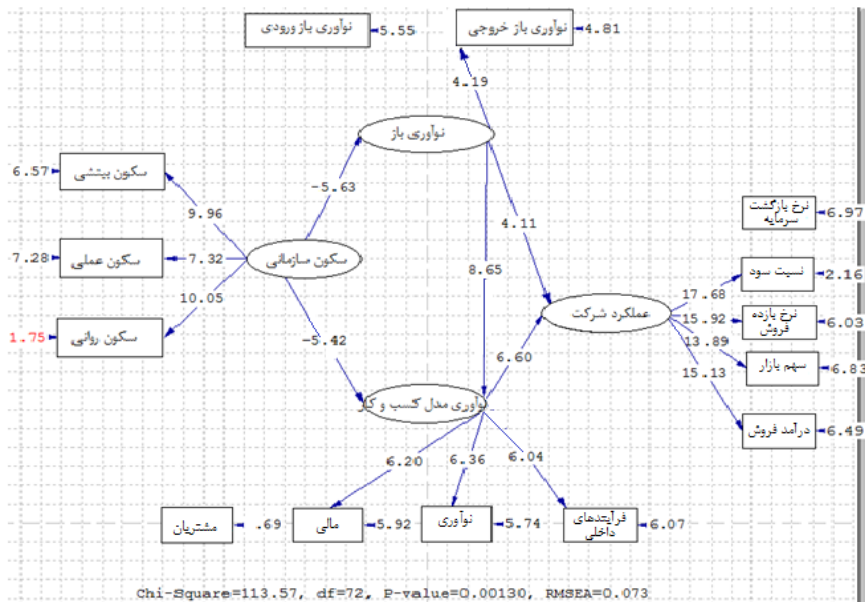 نوآوری باز ورودی
5.55
نوآوری باز خروجی
4.81
4.19
نوآوری باز
6.57
سکون بینشی
-5.63
9.96
4.11
نرخ بازگشت
سرمایه
6.97
7.28
سکون عملی
7.32
سکون سازمانی
8.65
نسبت سود
2.16
17.68
10.05
عملکرد شرکت
15.92
نرخ بازده
فروش
6.03
1.75
سکون روانی
-5.42
6.60
13.89
سهم بازار
6.83
15.13
نوآوری مدل کسب و کار
درآمد فروش
6.49
6.20
6.36
6.04
مشتریان
.69
مالی
5.92
نوآوری
5.74
فرآیندهای
داخلی
6.07
Chi-Square=113.57, df=72, P-value=0.00130, RMSEA=0.073